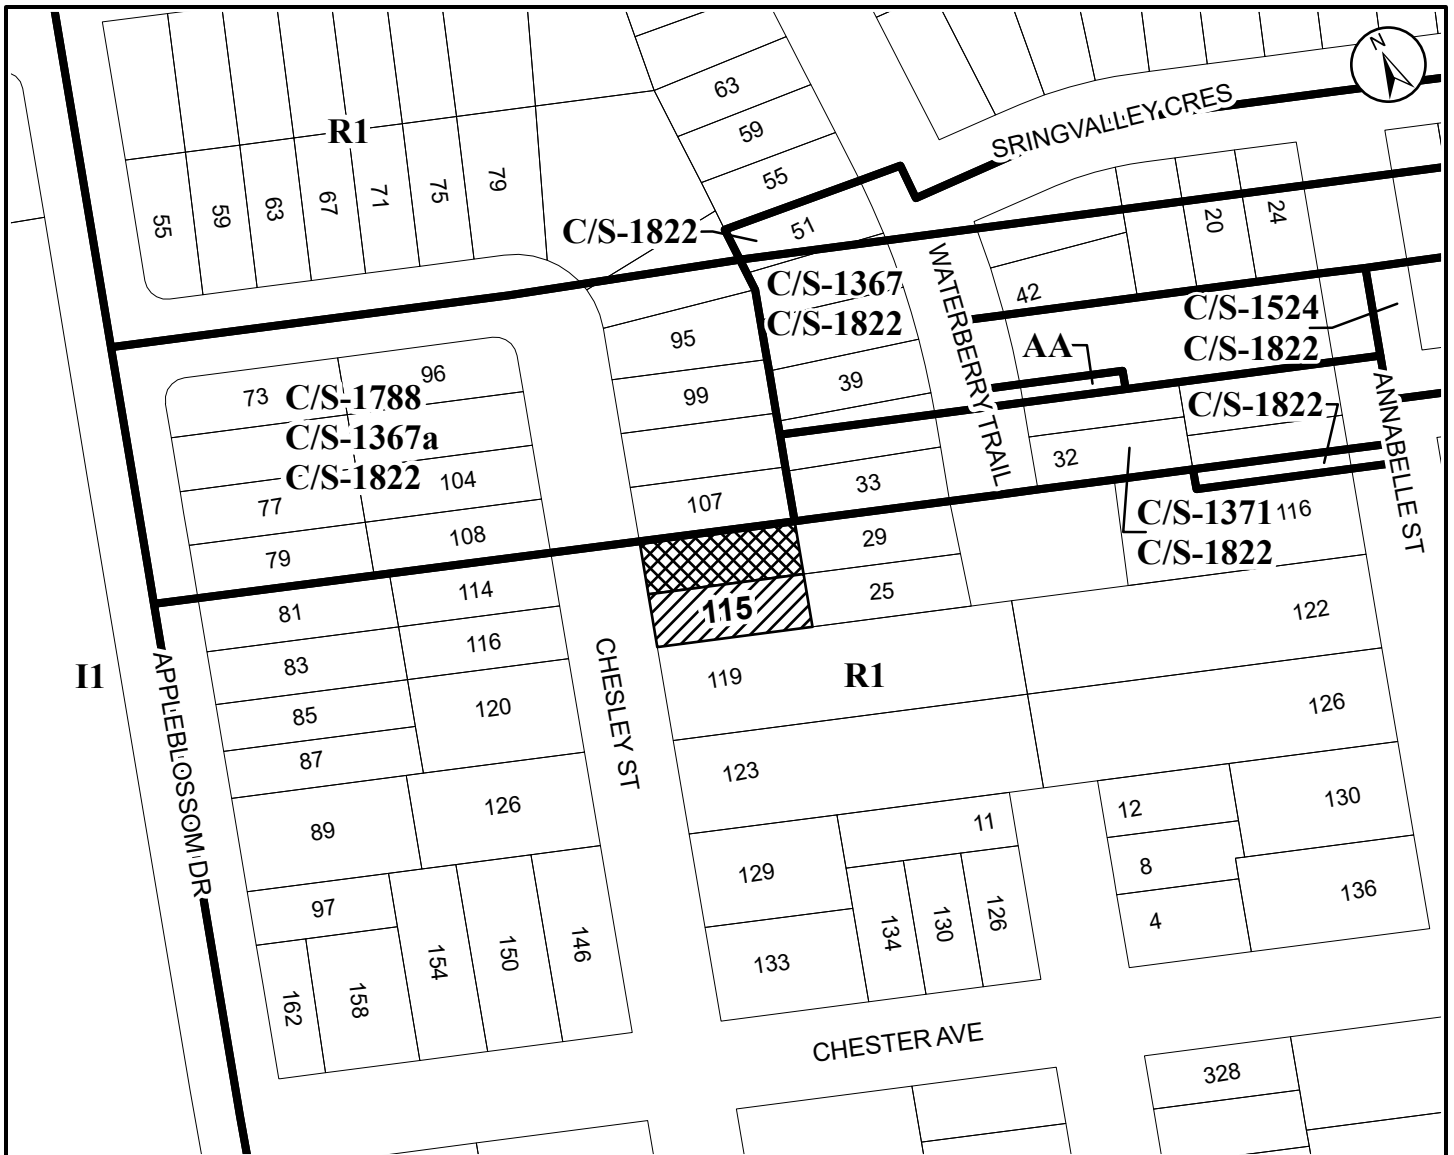 N
63
SRINGVALLEY CRES
59
R1
55
55
59
63
67
71
75
79
51
20
24
C/S-1822
WATERBERRY TRAIL
C/S-1367
C/S-1822
42
C/S-1524
C/S-1822
95
AA
73
96
39
99
C/S-1788
C/S-1367a
C/S-1822
C/S-1822
ANNABELLE ST
32
77
104
33
107
C/S-1371
C/S-1822
116
79
108
29
114
25
81
115
122
116
83
CHESLEY ST
I1
APPLEBLOSSOM DR
119
R1
126
85
120
87
123
126
12
130
89
11
129
8
136
97
134
130
126
4
154
150
146
133
162
158
CHESTER AVE
328